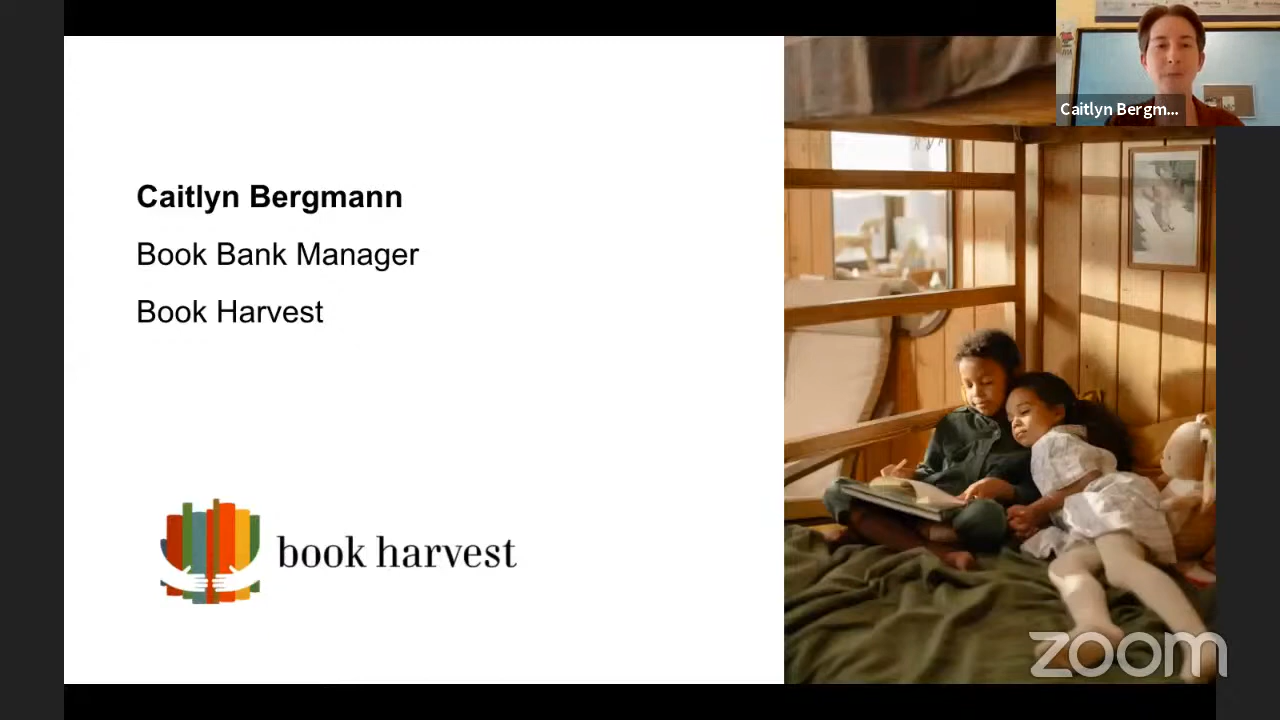 Caitlyn Bergm...
Caitlyn Bergmann
Book Bank Manager
Book Harvest
book harvest
zoom